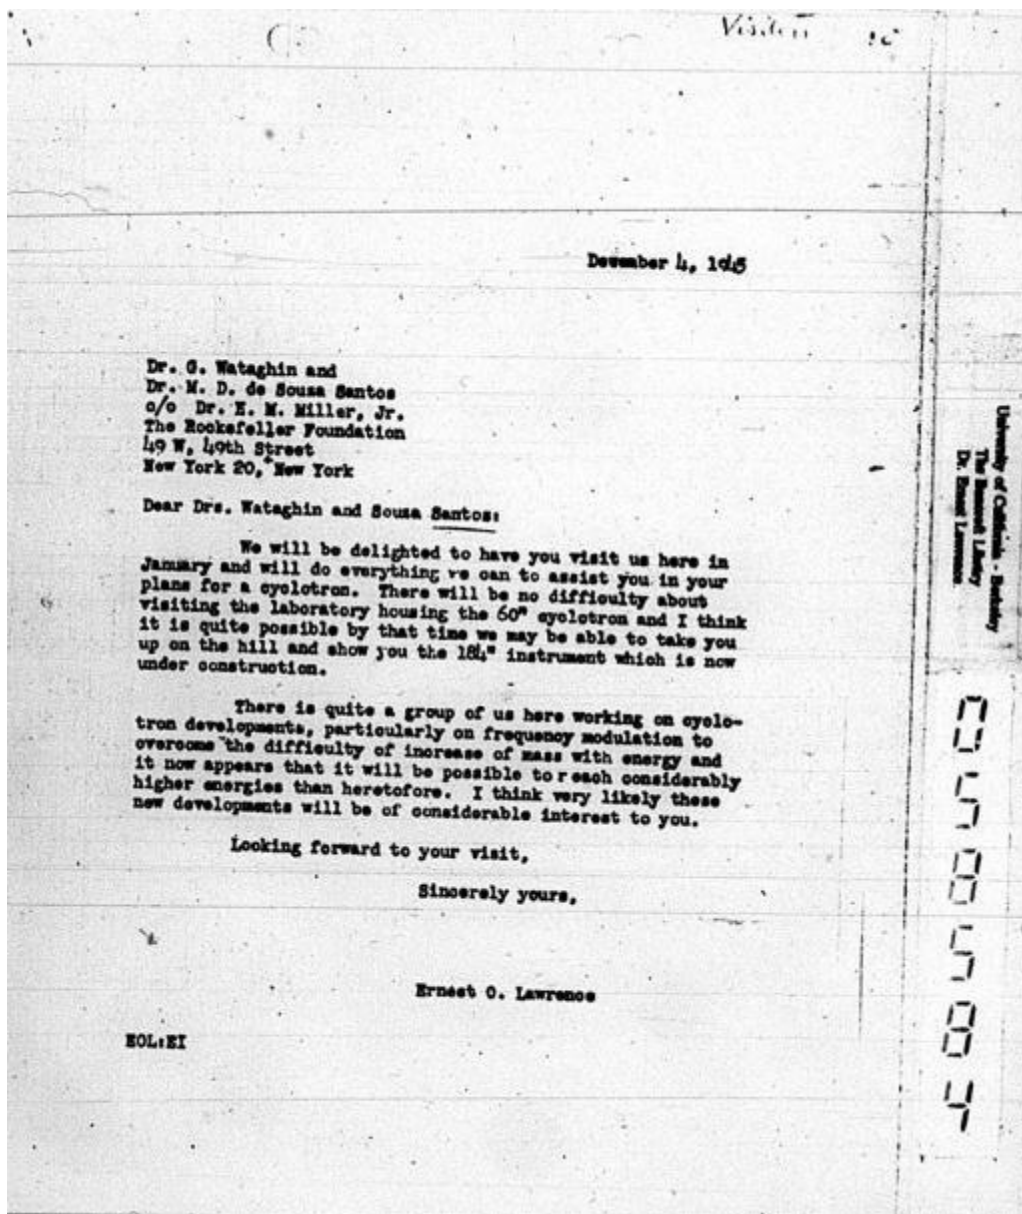 December 4, 1945
Dr. G. Wataghin and
Dr. M. D. de Souza Santos
c/o Dr. E. M. Miller, Jr.
The Rockefeller Foundation
49 W. 49th Street
New York 20, New York
Dear Drs. Wataghin and Souza Santos:
We will be delighted to have you visit us here in
January and will do everything we can to assist you in your
plans for a cyclotron. There will be no difficulty about
visiting the laboratory housing the 60" cyclotron and I think
it is quite possible by that time we may be able to take you
up on the hill and show you the 184" instrument which is now
under construction.
There is quite a group of us here working on cyclo-
tron developments, particularly on frequency modulation to
overcome the difficulty of increase of mass with energy and
it now appears that it will be possible to reach considerably
higher energies than heretofore. I think very likely these
new developments will be of considerable interest to you.
Looking forward to your visit,
Sincerely yours,
Ernest O. Lawrence
EOL:EI
University of California - Berkeley
The Bancroft Library
Dr. Ernest Lawrence